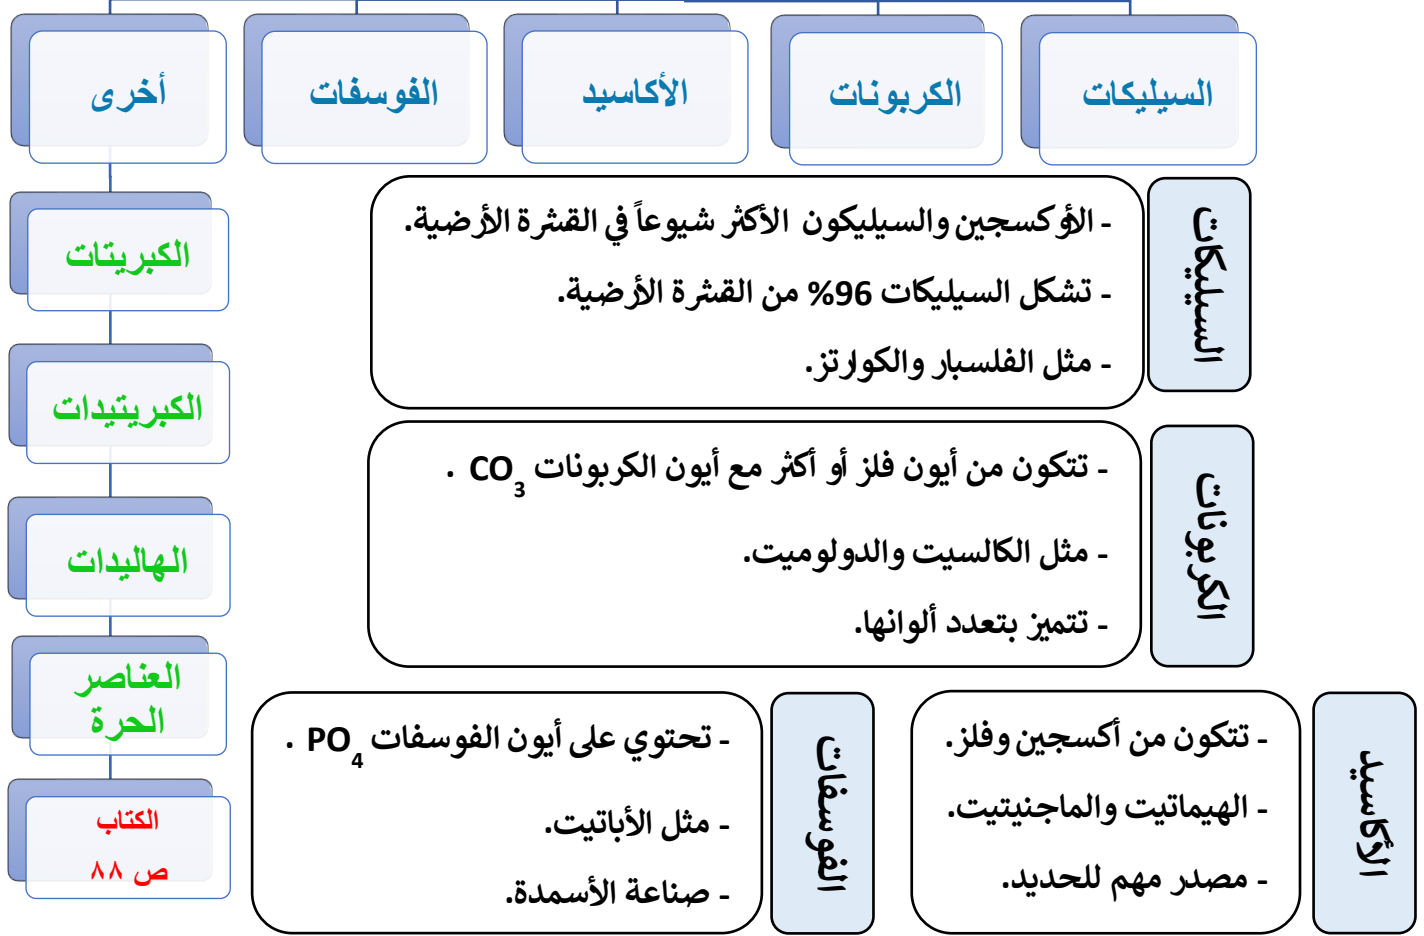 السيليكات
الكربونات
الأكاسيد
الفوسفات
أخرى
السيليكات
- الأوكسجين والسيليكون الأكثر شيوعاً في القشرة الأرضية.
- تشكل السيليكات 96% من القشرة الأرضية.
- مثل الفلسبار والكوارتز.
الكبريتات
الكبريتيدات
الكربونات
- تتكون من أيون فلز أو أكثر مع أيون الكربونات CO3 .
- مثل الكالسيت والدولوميت.
- تتميز بتعدد ألوانها.
الهاليدات
العناصر
الحرة
الأكاسيد
- تتكون من أكسجين وفلز.
- الهيماتيت والماجنيتيت.
- مصدر مهم للحديد.
الفوسفات
- تحتوي على أيون الفوسفات PO4 .
- مثل الأباتيت.
- صناعة الأسمدة.
الكتاب
ص ٨٨